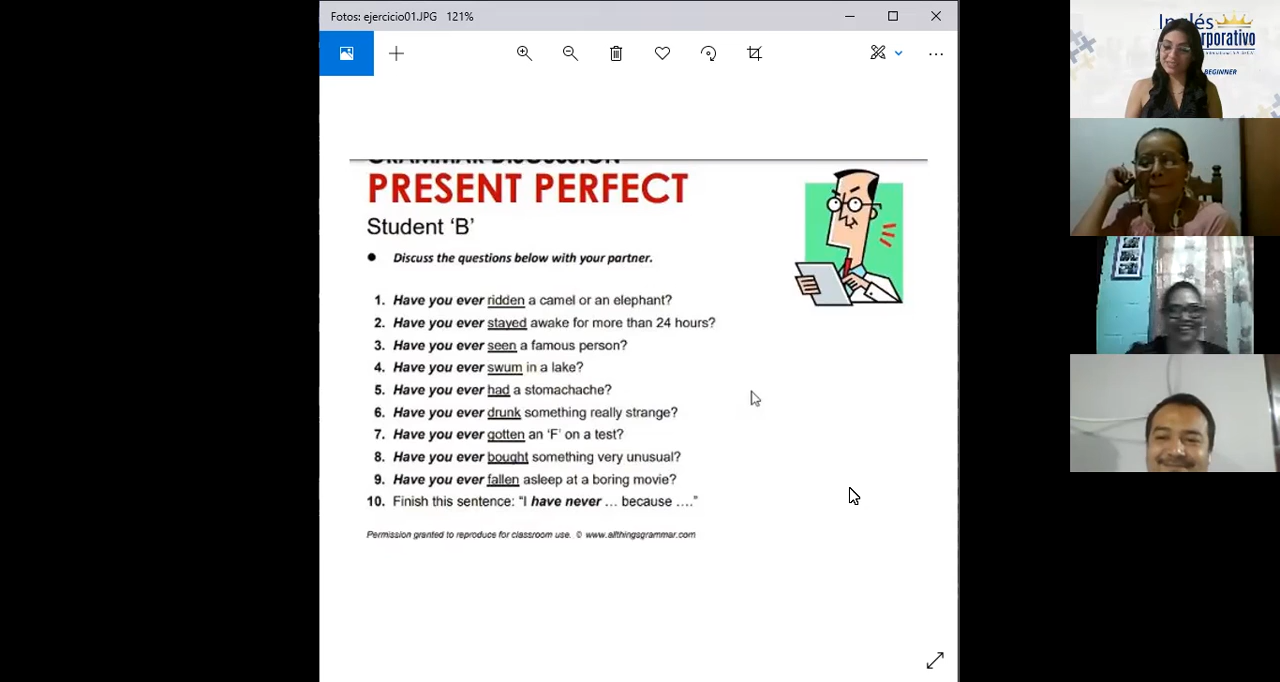 Fotos: ejercicio01.JPG 121%
GRAMMAR DISCUSSION
PRESENT PERFECT
Student 'B'
● Discuss the questions below with your partner.
1. Have you ever ridden a camel or an elephant?
2. Have you ever stayed awake for more than 24 hours?
3. Have you ever seen a famous person?
4. Have you ever swum in a lake?
5. Have you ever had a stomachache?
6. Have you ever drunk something really strange?
7. Have you ever gotten an 'F' on a test?
8. Have you ever bought something very unusual?
9. Have you ever fallen asleep at a boring movie?
10. Finish this sentence: "I have never ... because ...."
Permission granted to reproduce for classroom use. © www.allthingsgrammar.com
Inglés
BEGINNER